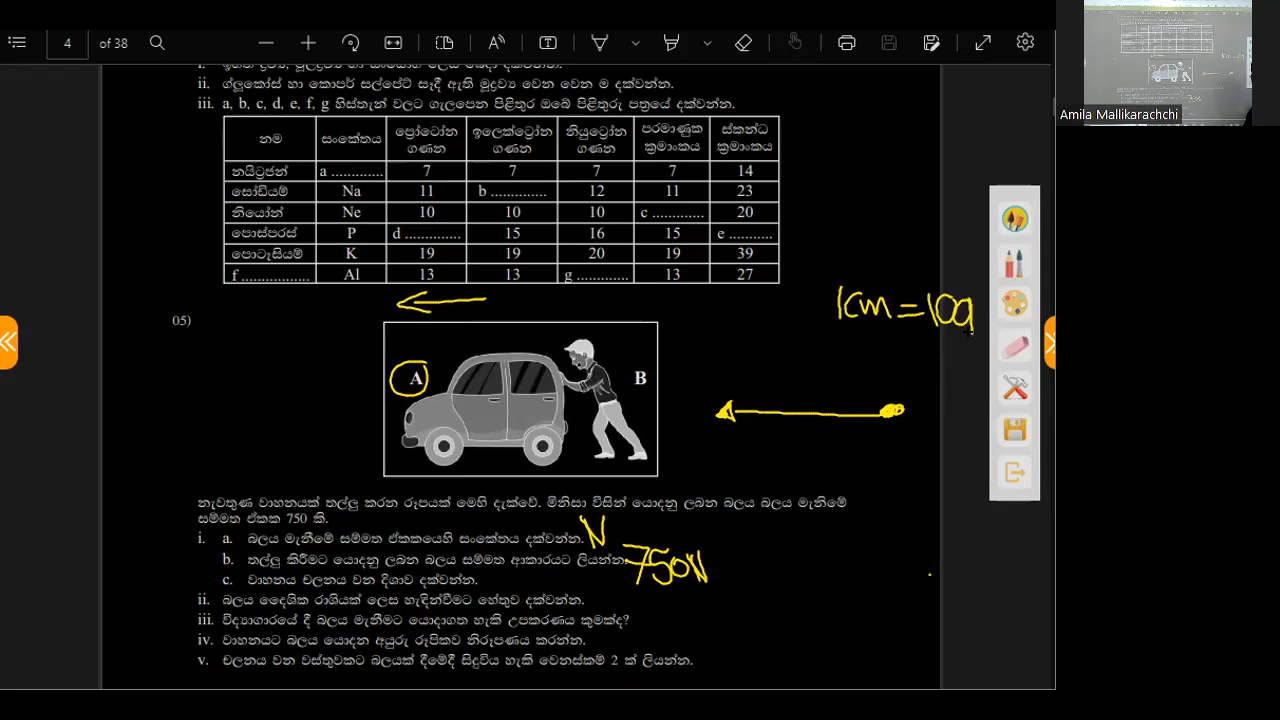 4 of 38
Amila Mallikarachchi
ii. ග්ලූකෝස් හා කොපර් සල්ෆේට් සෑදී ඇති මූලද්‍රව්‍ය වෙන වෙන ම දක්වන්න.
iii. a, b, c, d, e, f, g හිස්තැන් වලට ගැලපෙන පිළිතුර ඔබේ පිළිතුරු පත්‍රයේ දක්වන්න.
නම සංකේතය ප්‍රෝටෝන ගණන ඉලෙක්ට්‍රෝන ගණන නියුට්‍රෝන ගණන පරමාණුක ක්‍රමාංකය ස්කන්ධ ක්‍රමාංකය
නයිට්‍රජන් a ............. 7 7 7 7 14
සෝඩියම් Na 11 b .............. 12 11 23
නියෝන් Ne 10 10 10 c ............. 20
පොස්පරස් P d .............. 15 16 15 e ...........
පොටෑසියම් K 19 19 20 19 39
f ................. Al 13 13 g ............. 13 27
05)
1Km = 109
A B
නැවතුණ වාහනයක් තල්ලු කරන රූපයක් මෙහි දැක්වේ. මිනිසා විසින් යොදනු ලබන බලය බලය මැනිමේ
සම්මත ඒකක 750 කි.
i. a. බලය මැනීමේ සම්මත ඒකකයෙහි සංකේතය දක්වන්න. N
b. තල්ලු කිරීමට යොදනු ලබන බලය සම්මත ආකාරයට ලියන්න. 750N
c. වාහනය චලනය වන දිශාව දක්වන්න.
ii. බලය දෛශික රාශියක් ලෙස හැඳින්වීමට හේතුව දක්වන්න.
iii. විද්‍යාගාරයේ දී බලය මැනීමට යොදාගත හැකි උපකරණය කුමක්ද?
iv. වාහනයට බලය යොදන අයුරු රූපිකව නිරූපණය කරන්න.
v. චලනය වන වස්තුවකට බලයක් දීමේදී සිදුවිය හැකි වෙනස්කම් 2 ක් ලියන්න.